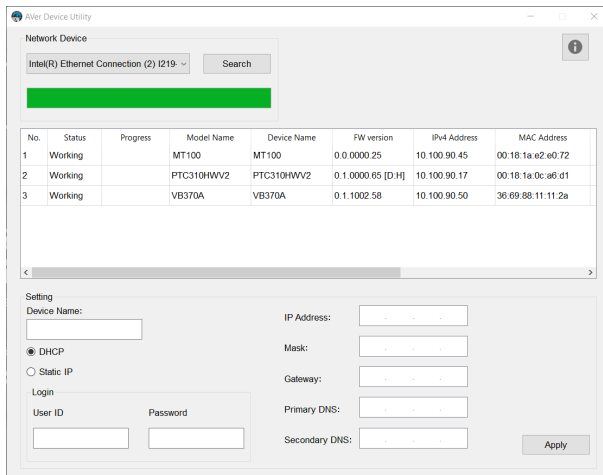 AVer Device Utility
Network Device
Intel(R) Ethernet Connection (2) I219-
Search
No. Status Progress Model Name Device Name FW version IPv4 Address MAC Address
1 Working MT100 MT100 0.0.0000.25 10.100.90.45 00:18:1a:e2:e0:72
2 Working PTC310HWV2 PTC310HWV2 0.1.0000.65 [D:H] 10.100.90.17 00:18:1a:0c:a6:d1
3 Working VB370A VB370A 0.1.1002.58 10.100.90.50 36:69:88:11:11:2a
Setting
Device Name:
DHCP
Static IP
Login
User ID Password
IP Address:
Mask:
Gateway:
Primary DNS:
Secondary DNS:
Apply